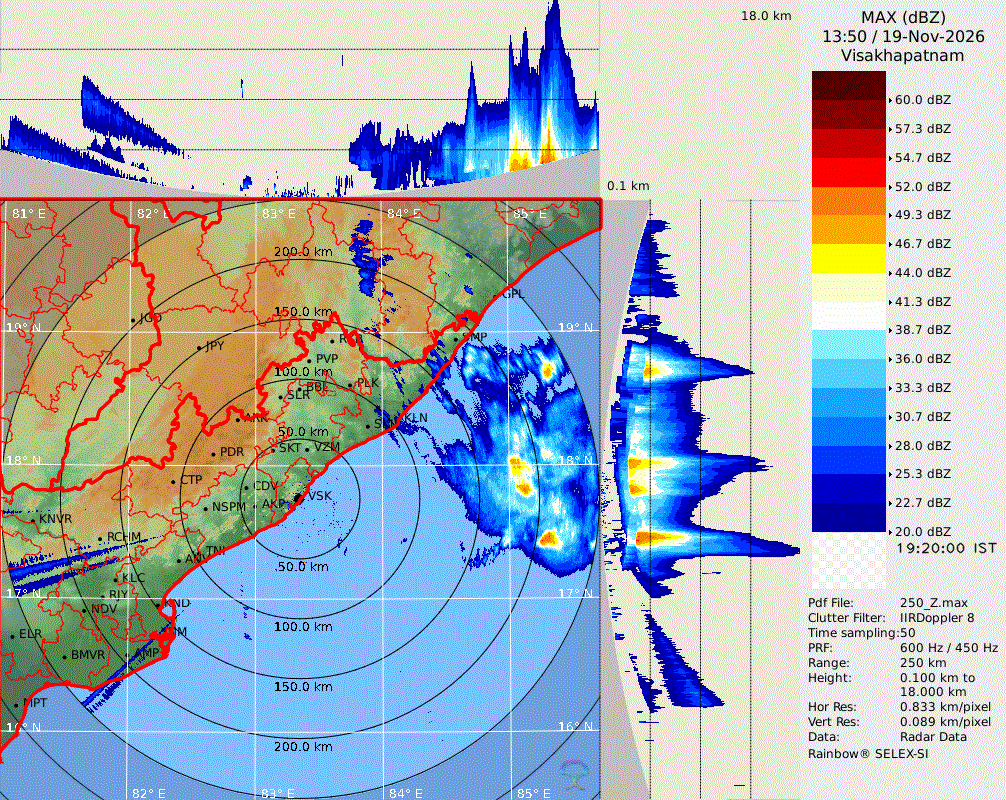 18.0 km
0.1 km
MAX (dBZ)
13:50 / 19-Nov-2026
Visakhapatnam
60.0 dBZ
57.3 dBZ
54.7 dBZ
52.0 dBZ
49.3 dBZ
46.7 dBZ
44.0 dBZ
41.3 dBZ
38.7 dBZ
36.0 dBZ
33.3 dBZ
30.7 dBZ
28.0 dBZ
25.3 dBZ
22.7 dBZ
20.0 dBZ
19:20:00 IST
Pdf File: 250_Z.max
Clutter Filter: IIRDoppler 8
Time sampling:50
PRF: 600 Hz / 450 Hz
Range: 250 km
Height: 0.100 km to
18.000 km
Hor Res: 0.833 km/pixel
Vert Res: 0.089 km/pixel
Data: Radar Data
Rainbow® SELEX-SI
81° E 82° E 83° E 84° E 85° E
200.0 km
GPL
150.0 km
JGD
19° N 19° N
JPY
PVP
100.0 km
PLK
SLR
KLN
50.0 km
SKT VZM
PDR
18° N 18° N
CTP
CDV
VSK
NSPM AKP
KNVR
RCHM
TNI
50.0 km
KLC
RJY
17° N 17° N
NDV KND
100.0 km
ELR
BMVR AMP
150.0 km
MPT
16° N 16° N
200.0 km
82° E 83° E 84° E 85° E